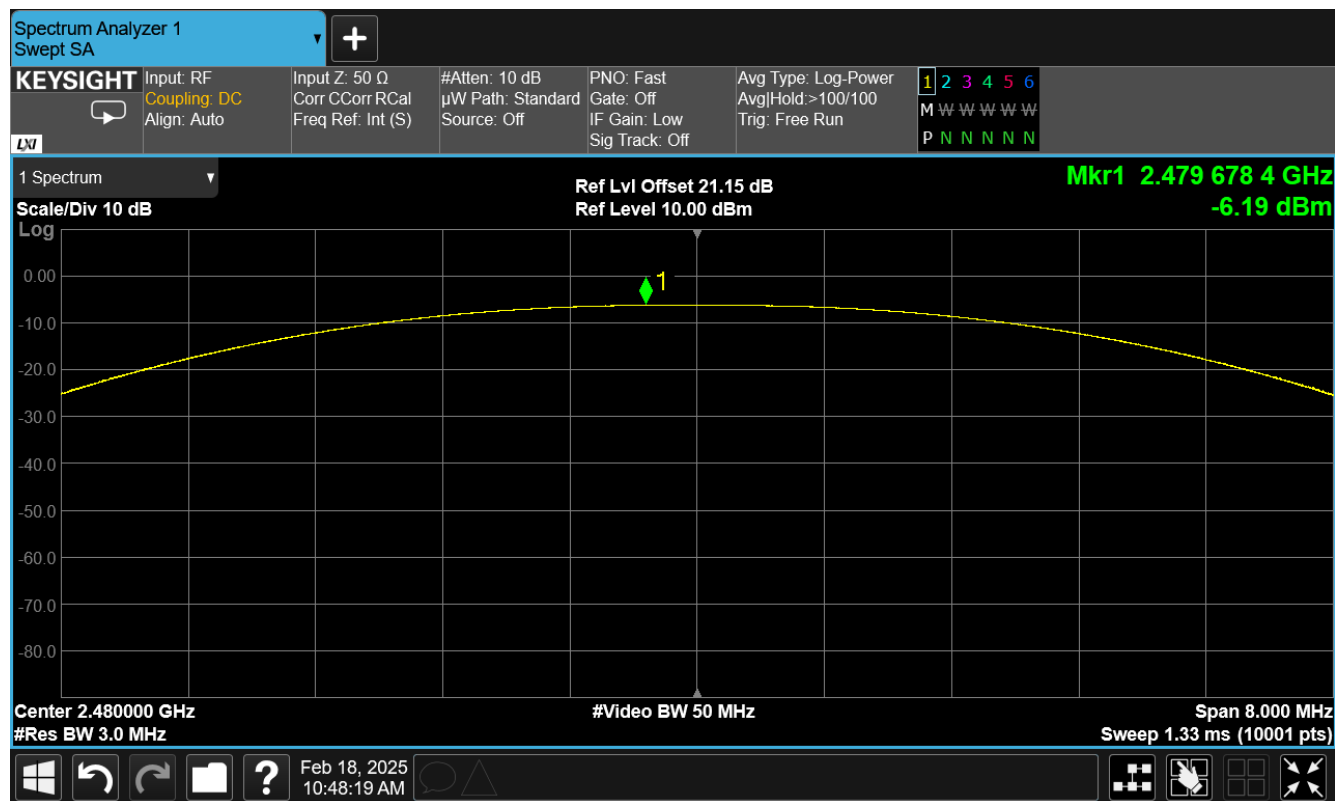 Spectrum Analyzer 1
Swept SA
KEYSIGHT
LXI
Input: RF
Coupling: DC
Align: Auto
Input Z: 50 Ω
Corr CCorr RCal
Freq Ref: Int (S)
#Atten: 10 dB
µW Path: Standard
Source: Off
PNO: Fast
Gate: Off
IF Gain: Low
Sig Track: Off
Avg Type: Log-Power
Avg|Hold:>100/100
Trig: Free Run
1 2 3 4 5 6
M W W W W W
P N N N N N
1 Spectrum
Scale/Div 10 dB
Log
Ref Lvl Offset 21.15 dB
Ref Level 10.00 dBm
Mkr1 2.479 678 4 GHz
-6.19 dBm
1
0.00
-10.0
-20.0
-30.0
-40.0
-50.0
-60.0
-70.0
-80.0
Center 2.480000 GHz
#Res BW 3.0 MHz
#Video BW 50 MHz
Span 8.000 MHz
Sweep 1.33 ms (10001 pts)
?
Feb 18, 2025
10:48:19 AM